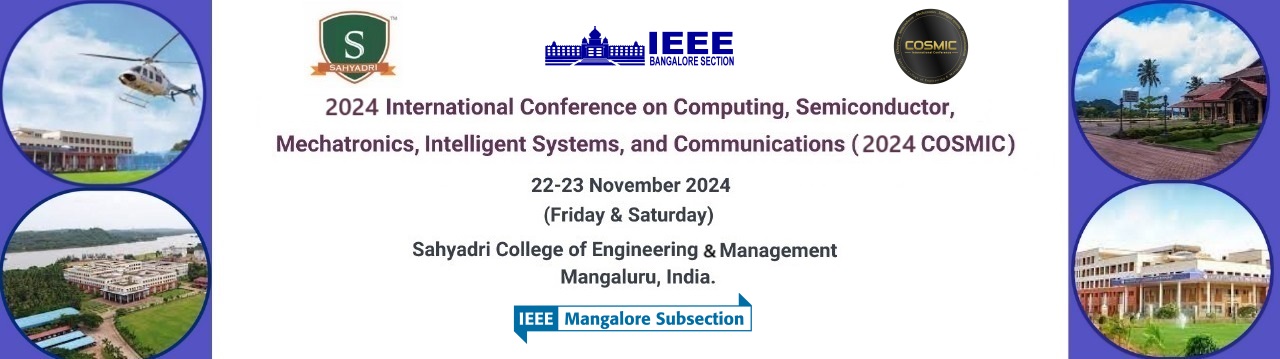 S
SAHYADRI
TM
IEEE
BANGALORE SECTION
COSMIC
2024 International Conference on Computing, Semiconductor,
Mechatronics, Intelligent Systems, and Communications (2024 COSMIC)
22-23 November 2024
(Friday & Saturday)
Sahyadri College of Engineering & Management
Mangaluru, India.
IEEE Mangalore Subsection